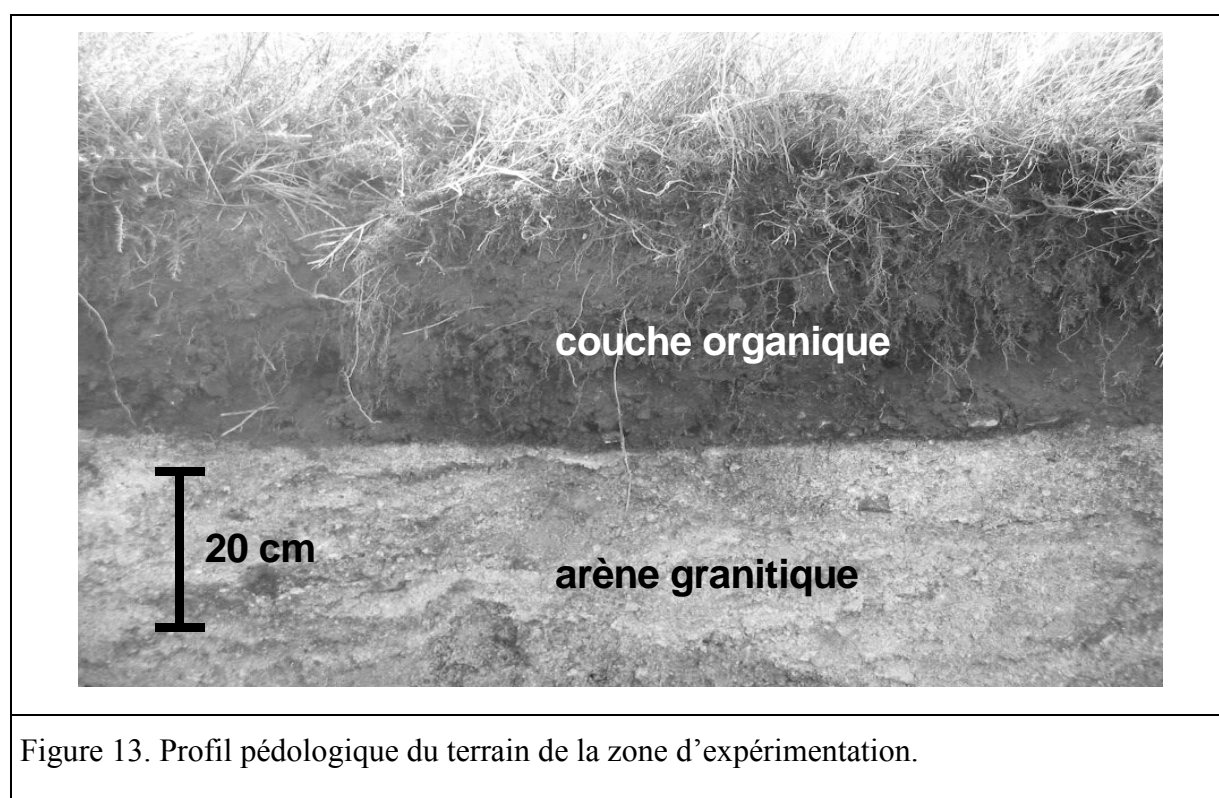 couche organique
20 cm
arène granitique
Figure 13. Profil pédologique du terrain de la zone d’expérimentation.